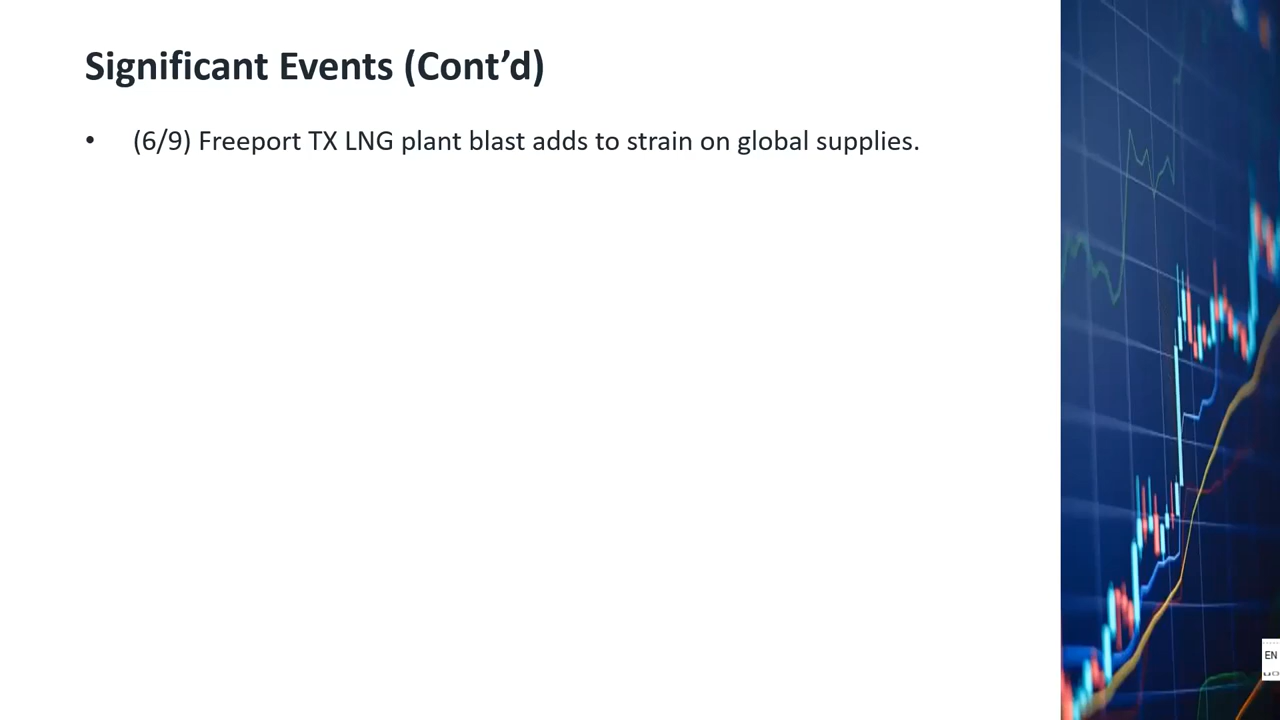 Significant Events (Cont’d)
• (6/9) Freeport TX LNG plant blast adds to strain on global supplies.
EN